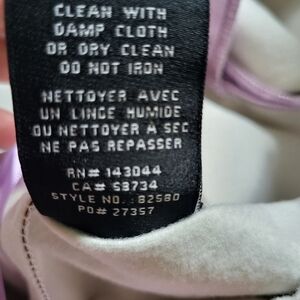 CLEAN WITH
DAMP CLOTH
OR DRY CLEAN
DO NOT IRON
NETTOYER AVEC
UN LINGE HUMIDE
OU NETTOYER À SEC
NE PAS REPASSER
RN# 143044
CA# 58734
STYLE NO.: 82580
PO# 27357